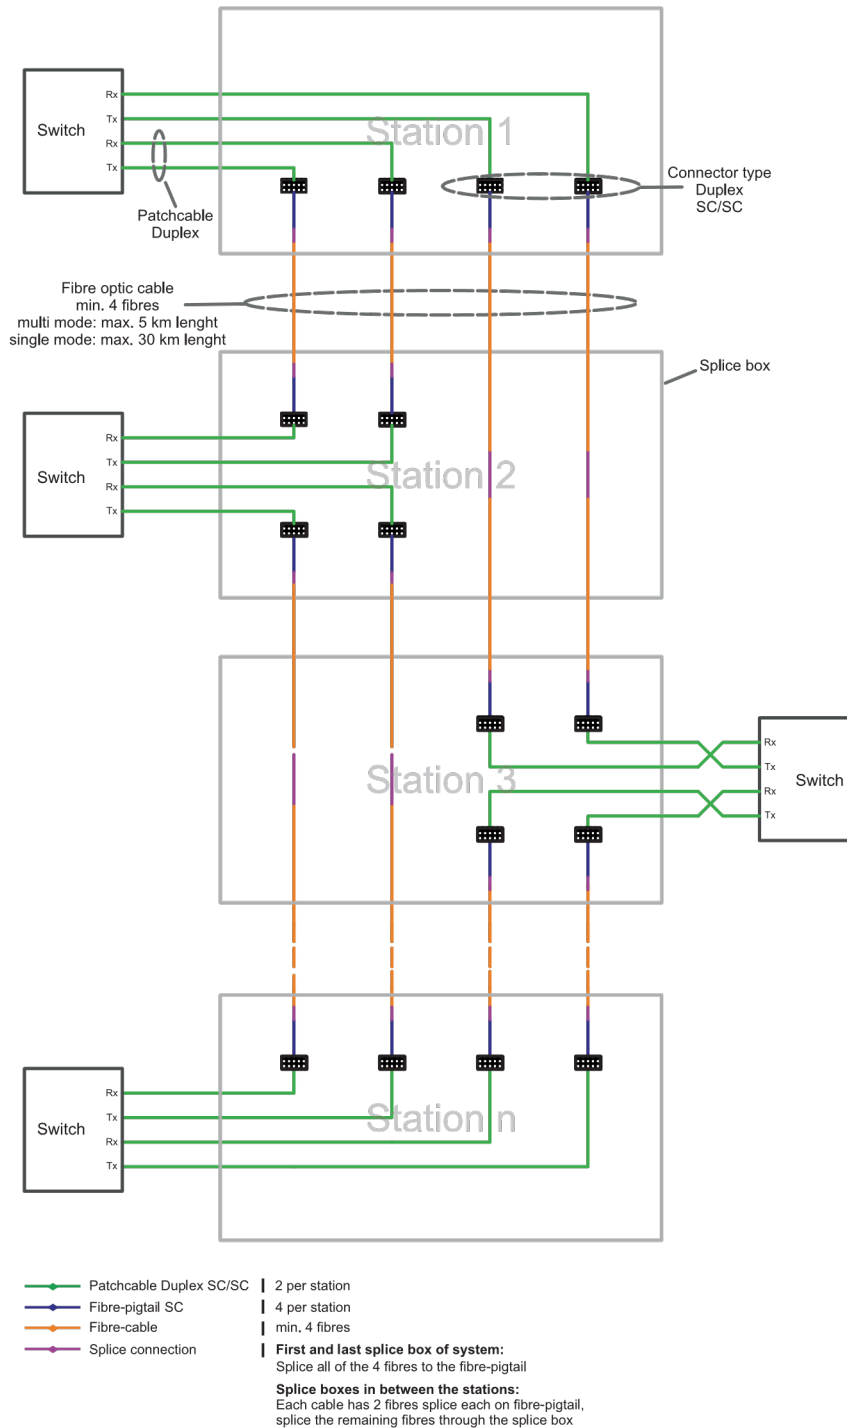 Station 1
Switch
Rx
Tx
Rx
Tx
Patchcable
Duplex
Connector type
Duplex
SC/SC
Fibre optic cable
min. 4 fibres
multi mode: max. 5 km lenght
single mode: max. 30 km lenght
Splice box
Station 2
Switch
Rx
Tx
Rx
Tx
Station 3
Rx
Tx
Rx
Tx
Switch
Station n
Switch
Rx
Tx
Rx
Tx
Patchcable Duplex SC/SC | 2 per station
Fibre-pigtail SC | 4 per station
Fibre-cable | min. 4 fibres
Splice connection | First and last splice box of system:
Splice all of the 4 fibres to the fibre-pigtail
Splice boxes in between the stations:
Each cable has 2 fibres splice each on fibre-pigtail,
splice the remaining fibres through the splice box